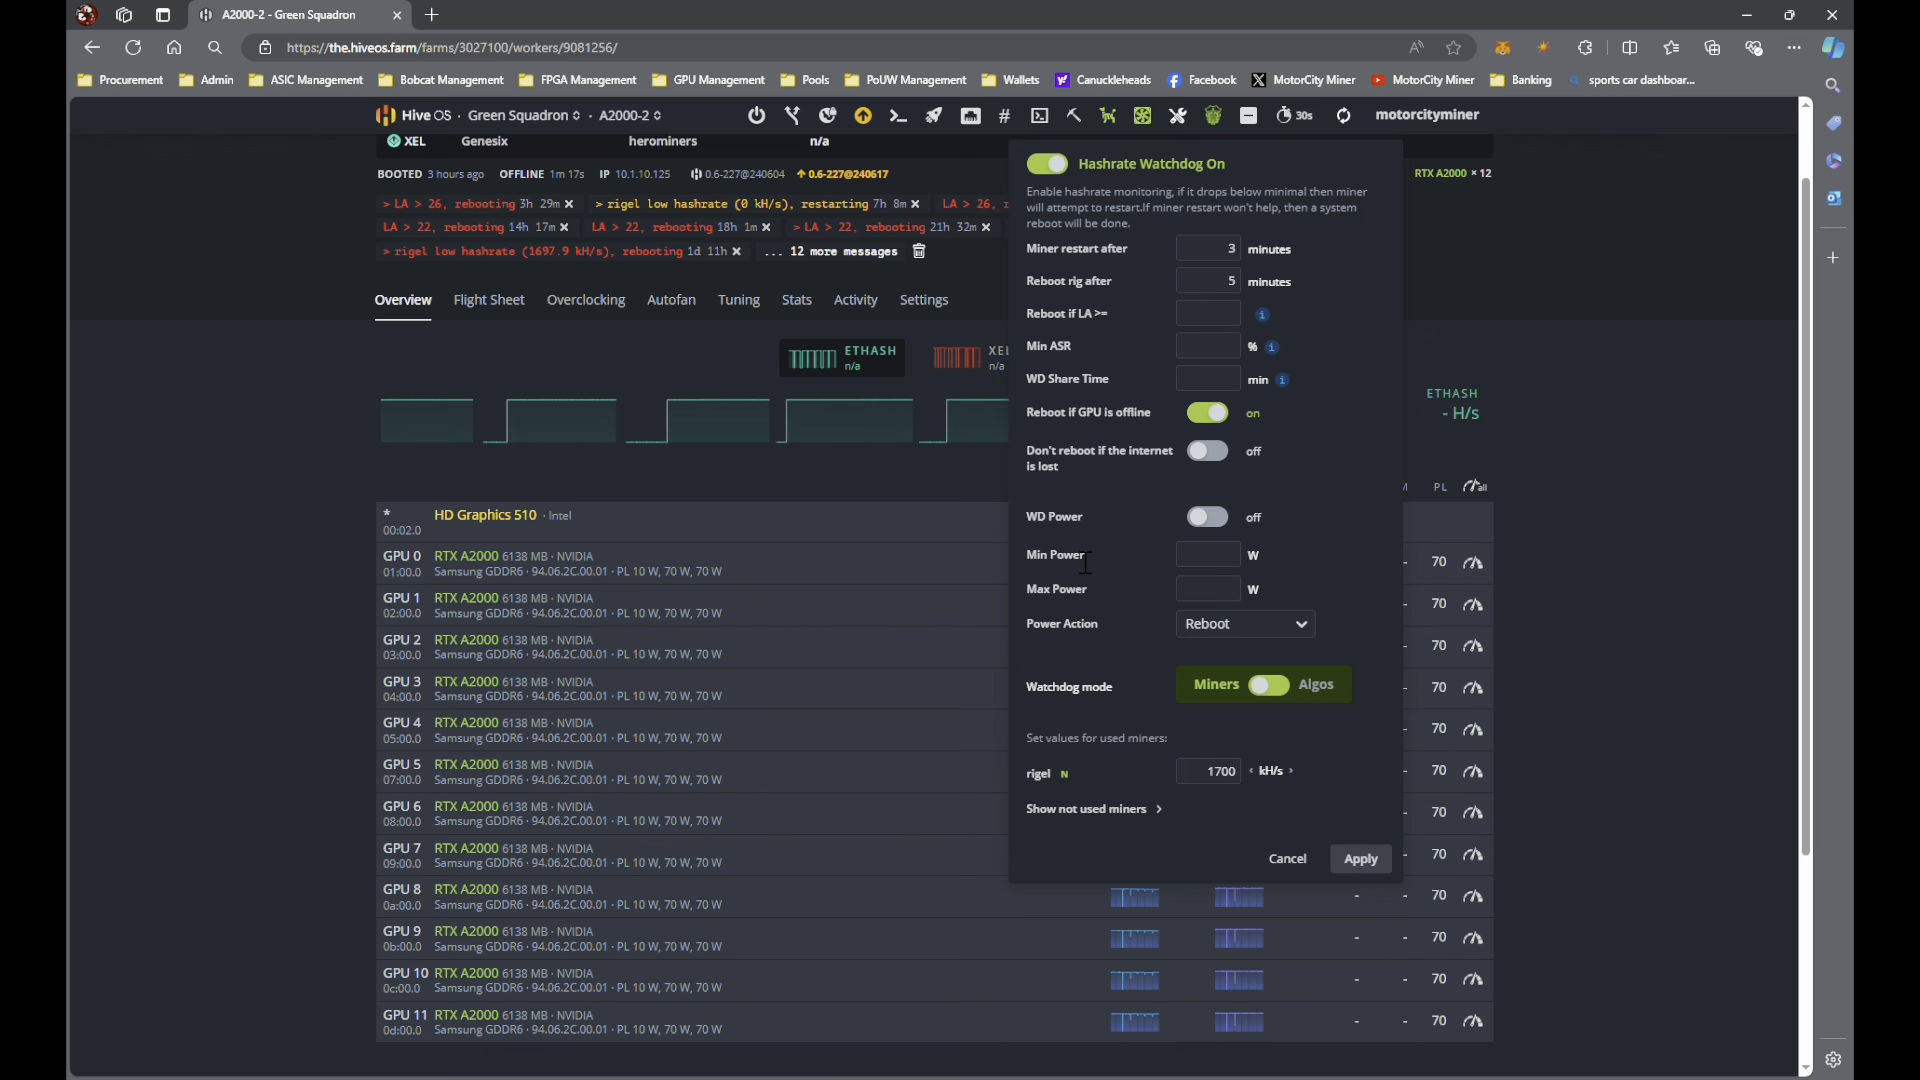 A2000-2 - Green Squadron
https://the.hiveos.farm/farms/3027100/workers/9081256/
Procurement Admin ASIC Management Bobcat Management FPGA Management GPU Management Pools PoUW Management Wallets Canuckleheads Facebook MotorCity Miner MotorCity Miner Banking sports car dashboar...
Hive OS · Green Squadron · A2000-2 30s motorcityminer
XEL Genesix herominers n/a
BOOTED 3 hours ago OFFLINE 1m 17s IP 10.1.10.125 0.6-227@240604 0.6-227@240617 RTX A2000 × 12
> LA > 26, rebooting 3h 29m × > rigel low hashrate (0 kH/s), restarting 7h 8m × LA > 26, r
LA > 22, rebooting 14h 17m × LA > 22, rebooting 18h 1m × > LA > 22, rebooting 21h 32m ×
> rigel low hashrate (1697.9 kH/s), rebooting 1d 11h × ... 12 more messages
Overview Flight Sheet Overclocking Autofan Tuning Stats Activity Settings
ETHASH
n/a
XEL
n/a
ETHASH
- H/s
M PL all
* HD Graphics 510 · Intel
00:02.0
GPU 0 RTX A2000 6138 MB · NVIDIA
01:00.0 Samsung GDDR6 · 94.06.2C.00.01 · PL 10 W, 70 W, 70 W - 70
GPU 1 RTX A2000 6138 MB · NVIDIA
02:00.0 Samsung GDDR6 · 94.06.2C.00.01 · PL 10 W, 70 W, 70 W - 70
GPU 2 RTX A2000 6138 MB · NVIDIA
03:00.0 Samsung GDDR6 · 94.06.2C.00.01 · PL 10 W, 70 W, 70 W - 70
GPU 3 RTX A2000 6138 MB · NVIDIA
04:00.0 Samsung GDDR6 · 94.06.2C.00.01 · PL 10 W, 70 W, 70 W - 70
GPU 4 RTX A2000 6138 MB · NVIDIA
05:00.0 Samsung GDDR6 · 94.06.2C.00.01 · PL 10 W, 70 W, 70 W - 70
GPU 5 RTX A2000 6138 MB · NVIDIA
07:00.0 Samsung GDDR6 · 94.06.2C.00.01 · PL 10 W, 70 W, 70 W - 70
GPU 6 RTX A2000 6138 MB · NVIDIA
08:00.0 Samsung GDDR6 · 94.06.2C.00.01 · PL 10 W, 70 W, 70 W - 70
GPU 7 RTX A2000 6138 MB · NVIDIA
09:00.0 Samsung GDDR6 · 94.06.2C.00.01 · PL 10 W, 70 W, 70 W - 70
GPU 8 RTX A2000 6138 MB · NVIDIA
0a:00.0 Samsung GDDR6 · 94.06.2C.00.01 · PL 10 W, 70 W, 70 W - - 70
GPU 9 RTX A2000 6138 MB · NVIDIA
0b:00.0 Samsung GDDR6 · 94.06.2C.00.01 · PL 10 W, 70 W, 70 W - - 70
GPU 10 RTX A2000 6138 MB · NVIDIA
0c:00.0 Samsung GDDR6 · 94.06.2C.00.01 · PL 10 W, 70 W, 70 W - - 70
GPU 11 RTX A2000 6138 MB · NVIDIA
0d:00.0 Samsung GDDR6 · 94.06.2C.00.01 · PL 10 W, 70 W, 70 W - - 70
Hashrate Watchdog On
Enable hashrate monitoring, if it drops below minimal then miner
will attempt to restart.If miner restart won't help, then a system
reboot will be done.
Miner restart after 3 minutes
Reboot rig after 5 minutes
Reboot if LA >= i
Min ASR % i
WD Share Time min i
Reboot if GPU is offline on
Don't reboot if the internet
is lost off
WD Power off
Min Power W
Max Power W
Power Action Reboot
Watchdog mode Miners Algos
Set values for used miners:
rigel N 1700 ‹ kH/s ›
Show not used miners >
Cancel Apply